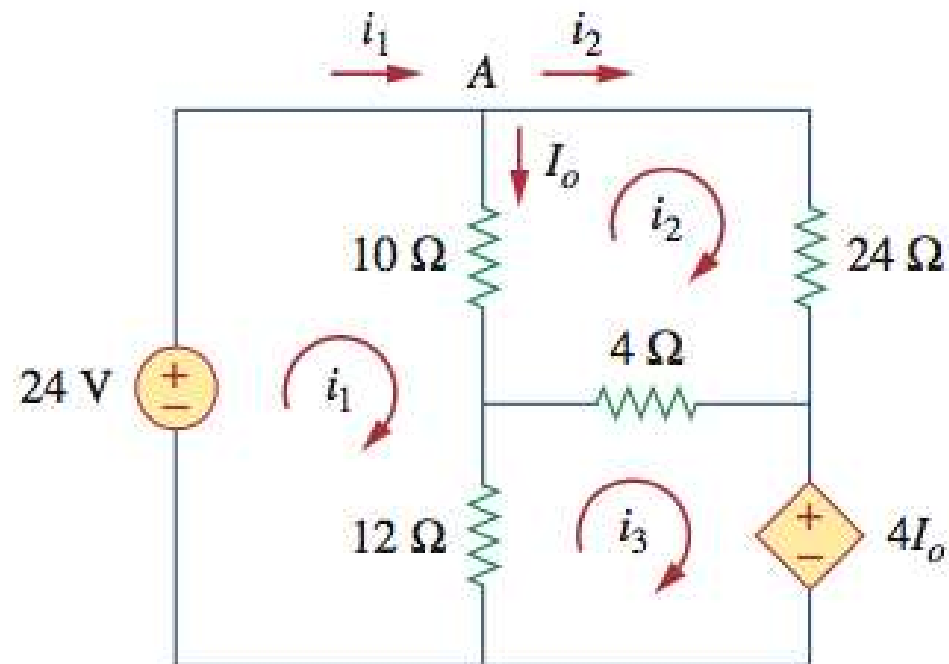 i₁ i₂
A
Iₒ
i₂
10 Ω 24 Ω
4 Ω
24 V + − i₁
12 Ω i₃ + − 4Iₒ